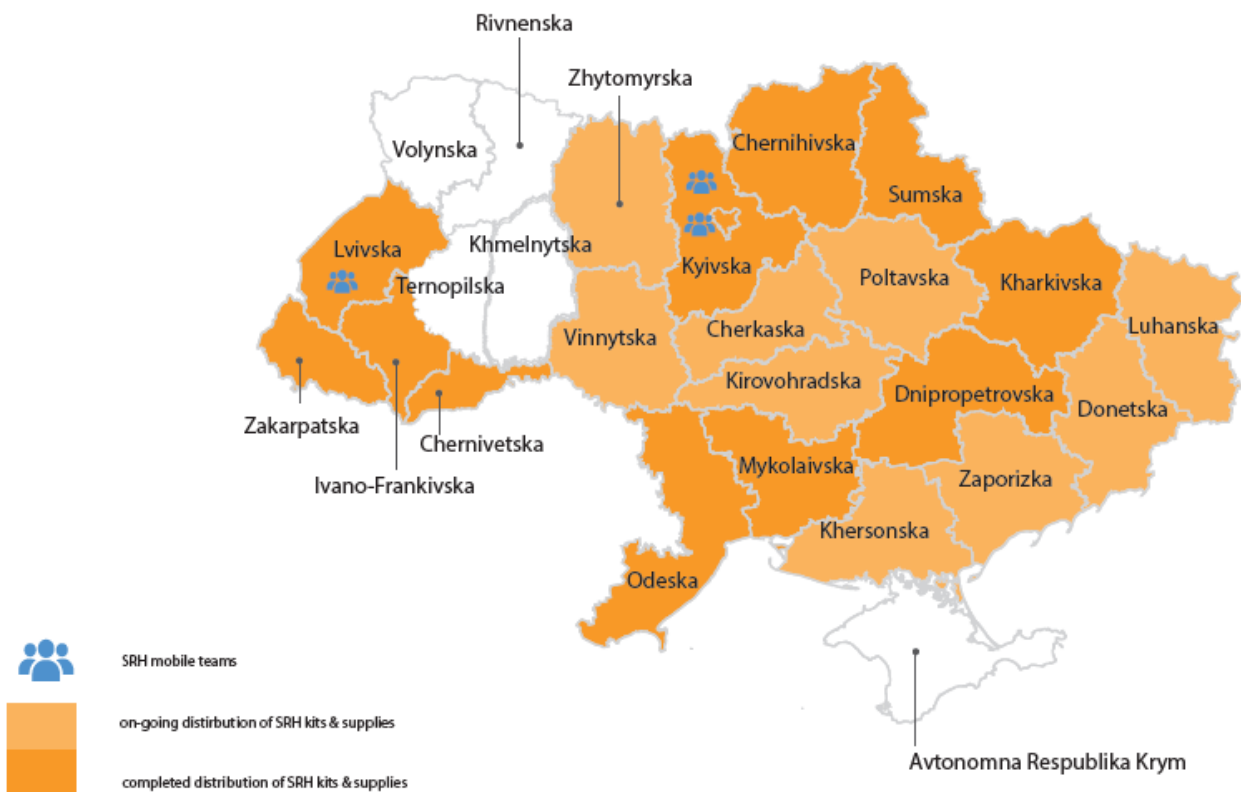 Rivnenska
Zhytomyrska
Volynska
Chernihivska
Sumska
Lvivska
Khmelnytska
Ternopilska
Kyivska
Poltavska
Kharkivska
Luhanska
Vinnytska
Cherkaska
Kirovohradska
Dnipropetrovska
Donetska
Zakarpatska
Chernivetska
Ivano-Frankivska
Mykolaivska
Zaporizka
Khersonska
Odeska
SRH mobile teams
on-going distirbution of SRH kits & supplies
completed distribution of SRH kits & supplies
Avtonomna Respublika Krym